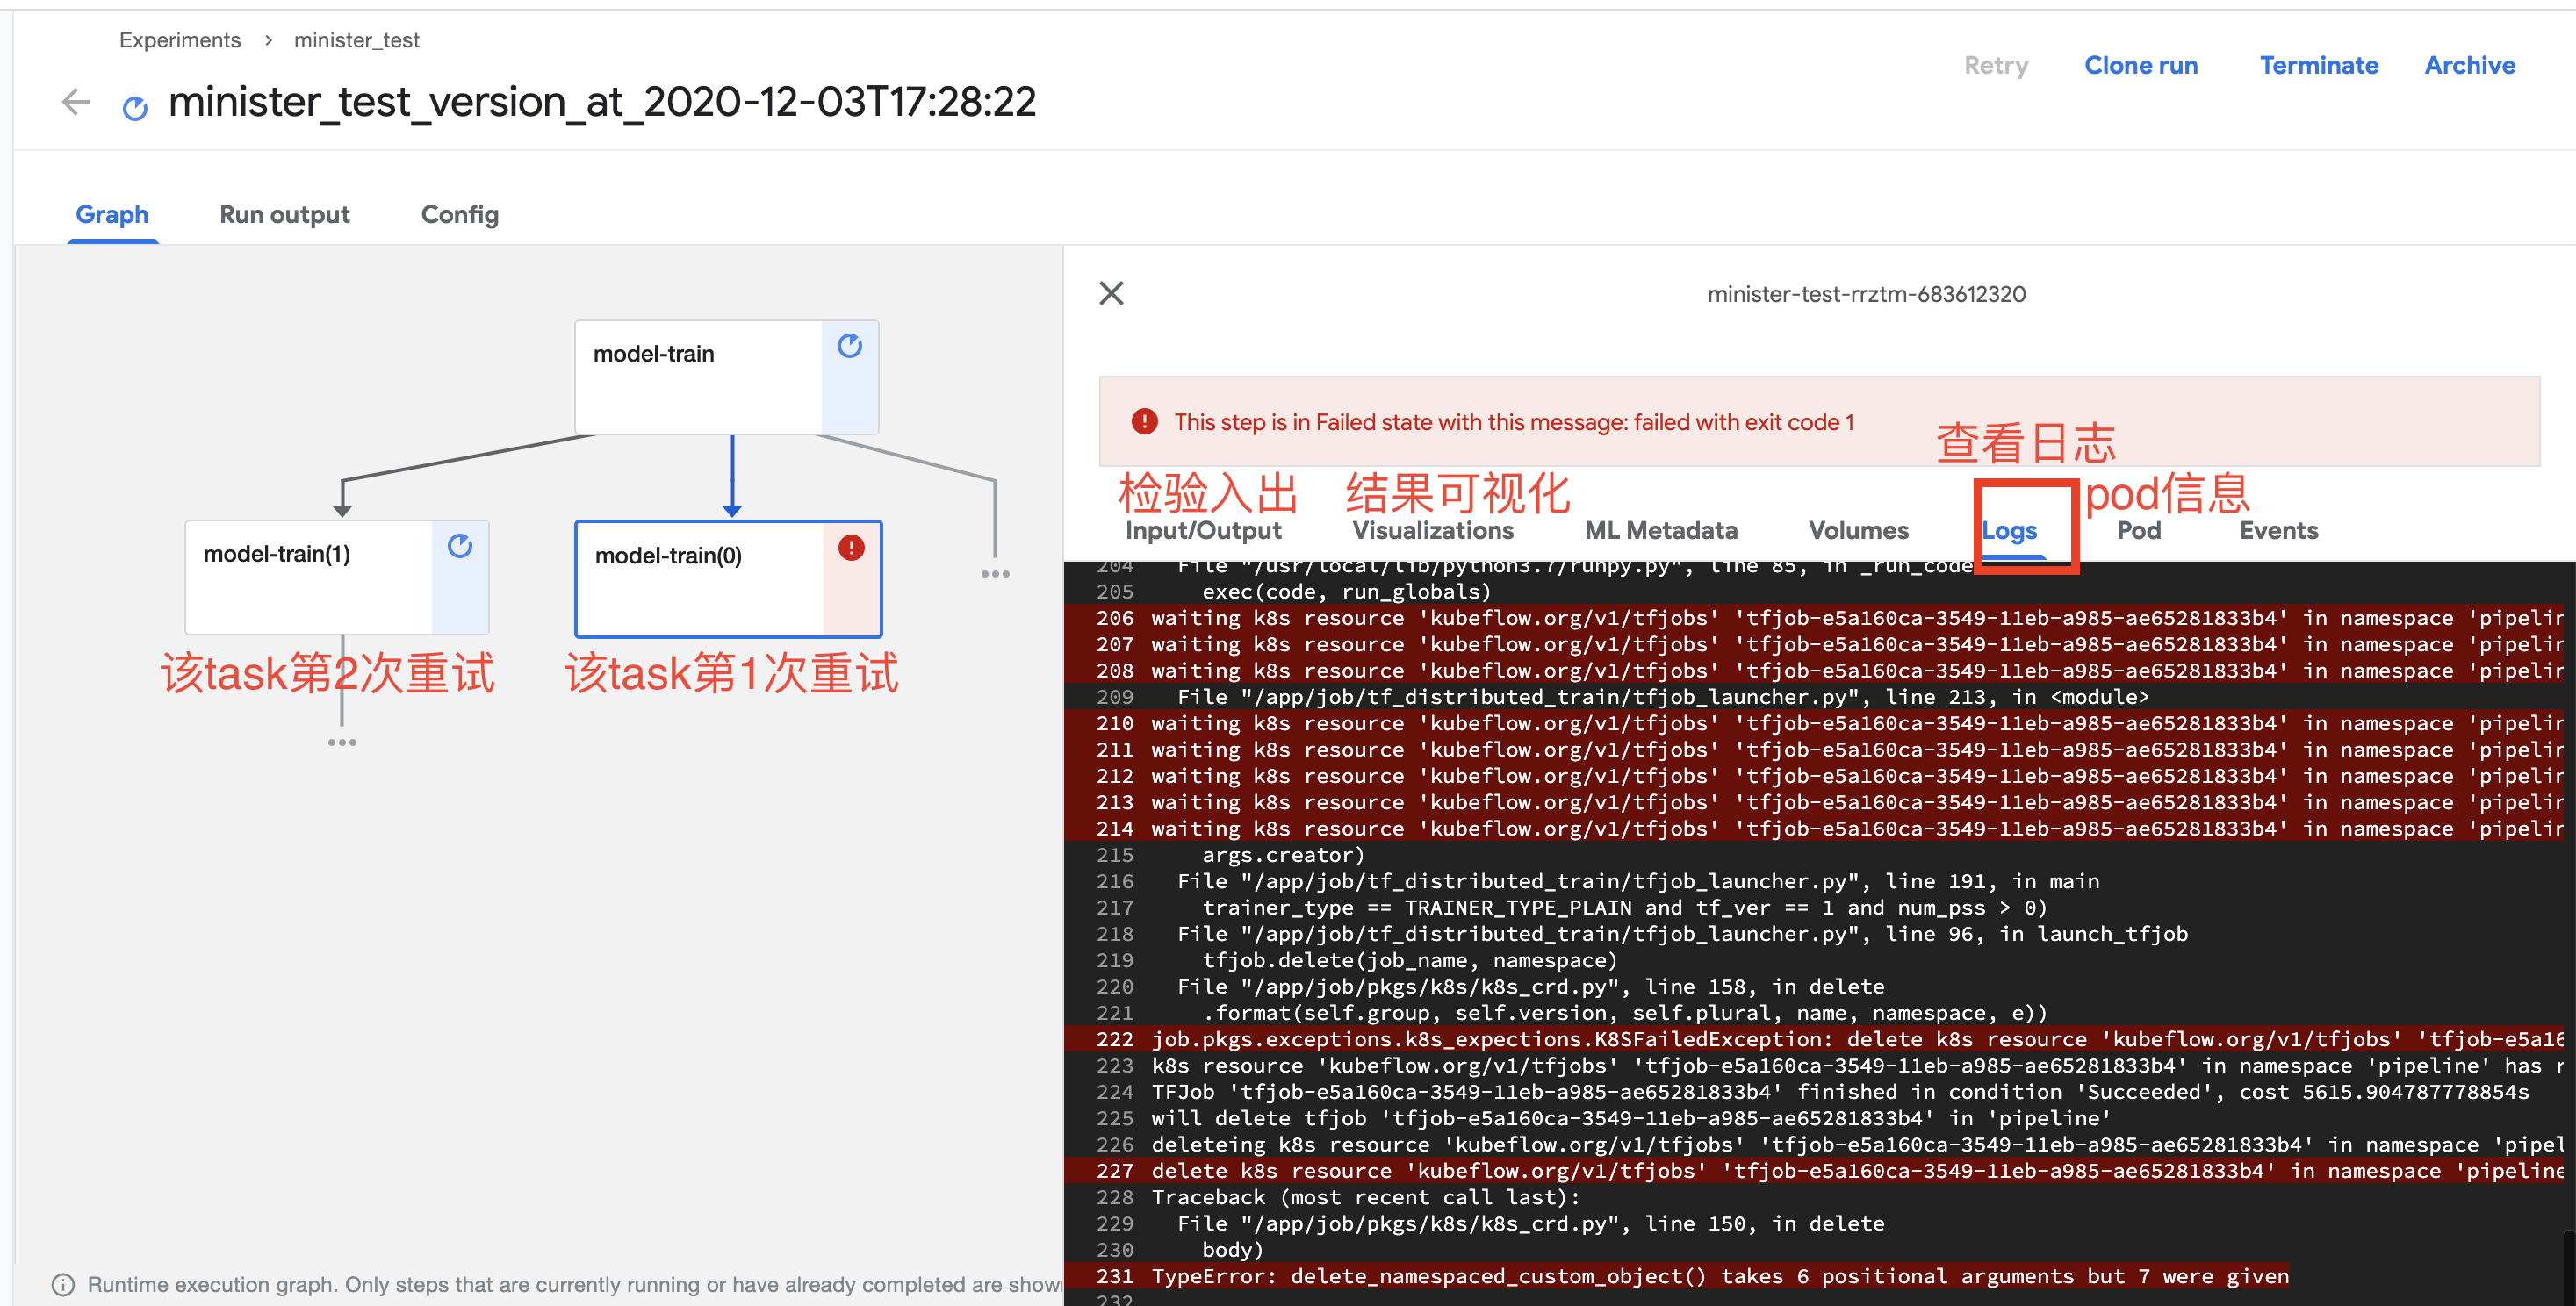 Experiments > minister_test
minister_test_version_at_2020-12-03T17:28:22
Retry Clone run Terminate Archive
Graph Run output Config
model-train
model-train(1)
model-train(0)
该task第2次重试
该task第1次重试
Runtime execution graph. Only steps that are currently running or have already completed are show
minister-test-rrztm-683612320
This step is in Failed state with this message: failed with exit code 1
查看日志
检验入出 结果可视化 pod信息
Input/Output Visualizations ML Metadata Volumes Logs Pod Events
204 File "/usr/local/lib/python3.7/runpy.py", line 85, in _run_code
205 exec(code, run_globals)
206 waiting k8s resource 'kubeflow.org/v1/tfjobs' 'tfjob-e5a160ca-3549-11eb-a985-ae65281833b4' in namespace 'pipelin
207 waiting k8s resource 'kubeflow.org/v1/tfjobs' 'tfjob-e5a160ca-3549-11eb-a985-ae65281833b4' in namespace 'pipelin
208 waiting k8s resource 'kubeflow.org/v1/tfjobs' 'tfjob-e5a160ca-3549-11eb-a985-ae65281833b4' in namespace 'pipelin
209 File "/app/job/tf_distributed_train/tfjob_launcher.py", line 213, in <module>
210 waiting k8s resource 'kubeflow.org/v1/tfjobs' 'tfjob-e5a160ca-3549-11eb-a985-ae65281833b4' in namespace 'pipelin
211 waiting k8s resource 'kubeflow.org/v1/tfjobs' 'tfjob-e5a160ca-3549-11eb-a985-ae65281833b4' in namespace 'pipelin
212 waiting k8s resource 'kubeflow.org/v1/tfjobs' 'tfjob-e5a160ca-3549-11eb-a985-ae65281833b4' in namespace 'pipelin
213 waiting k8s resource 'kubeflow.org/v1/tfjobs' 'tfjob-e5a160ca-3549-11eb-a985-ae65281833b4' in namespace 'pipelin
214 waiting k8s resource 'kubeflow.org/v1/tfjobs' 'tfjob-e5a160ca-3549-11eb-a985-ae65281833b4' in namespace 'pipelin
215 args.creator)
216 File "/app/job/tf_distributed_train/tfjob_launcher.py", line 191, in main
217 trainer_type == TRAINER_TYPE_PLAIN and tf_ver == 1 and num_pss > 0)
218 File "/app/job/tf_distributed_train/tfjob_launcher.py", line 96, in launch_tfjob
219 tfjob.delete(job_name, namespace)
220 File "/app/job/pkgs/k8s/k8s_crd.py", line 158, in delete
221 .format(self.group, self.version, self.plural, name, namespace, e))
222 job.pkgs.exceptions.k8s_expections.K8SFailedException: delete k8s resource 'kubeflow.org/v1/tfjobs' 'tfjob-e5a16
223 k8s resource 'kubeflow.org/v1/tfjobs' 'tfjob-e5a160ca-3549-11eb-a985-ae65281833b4' in namespace 'pipeline' has r
224 TFJob 'tfjob-e5a160ca-3549-11eb-a985-ae65281833b4' finished in condition 'Succeeded', cost 5615.904787778854s
225 will delete tfjob 'tfjob-e5a160ca-3549-11eb-a985-ae65281833b4' in 'pipeline'
226 deleteing k8s resource 'kubeflow.org/v1/tfjobs' 'tfjob-e5a160ca-3549-11eb-a985-ae65281833b4' in namespace 'pipel
227 delete k8s resource 'kubeflow.org/v1/tfjobs' 'tfjob-e5a160ca-3549-11eb-a985-ae65281833b4' in namespace 'pipeline
228 Traceback (most recent call last):
229 File "/app/job/pkgs/k8s/k8s_crd.py", line 150, in delete
230 body)
231 TypeError: delete_namespaced_custom_object() takes 6 positional arguments but 7 were given
232